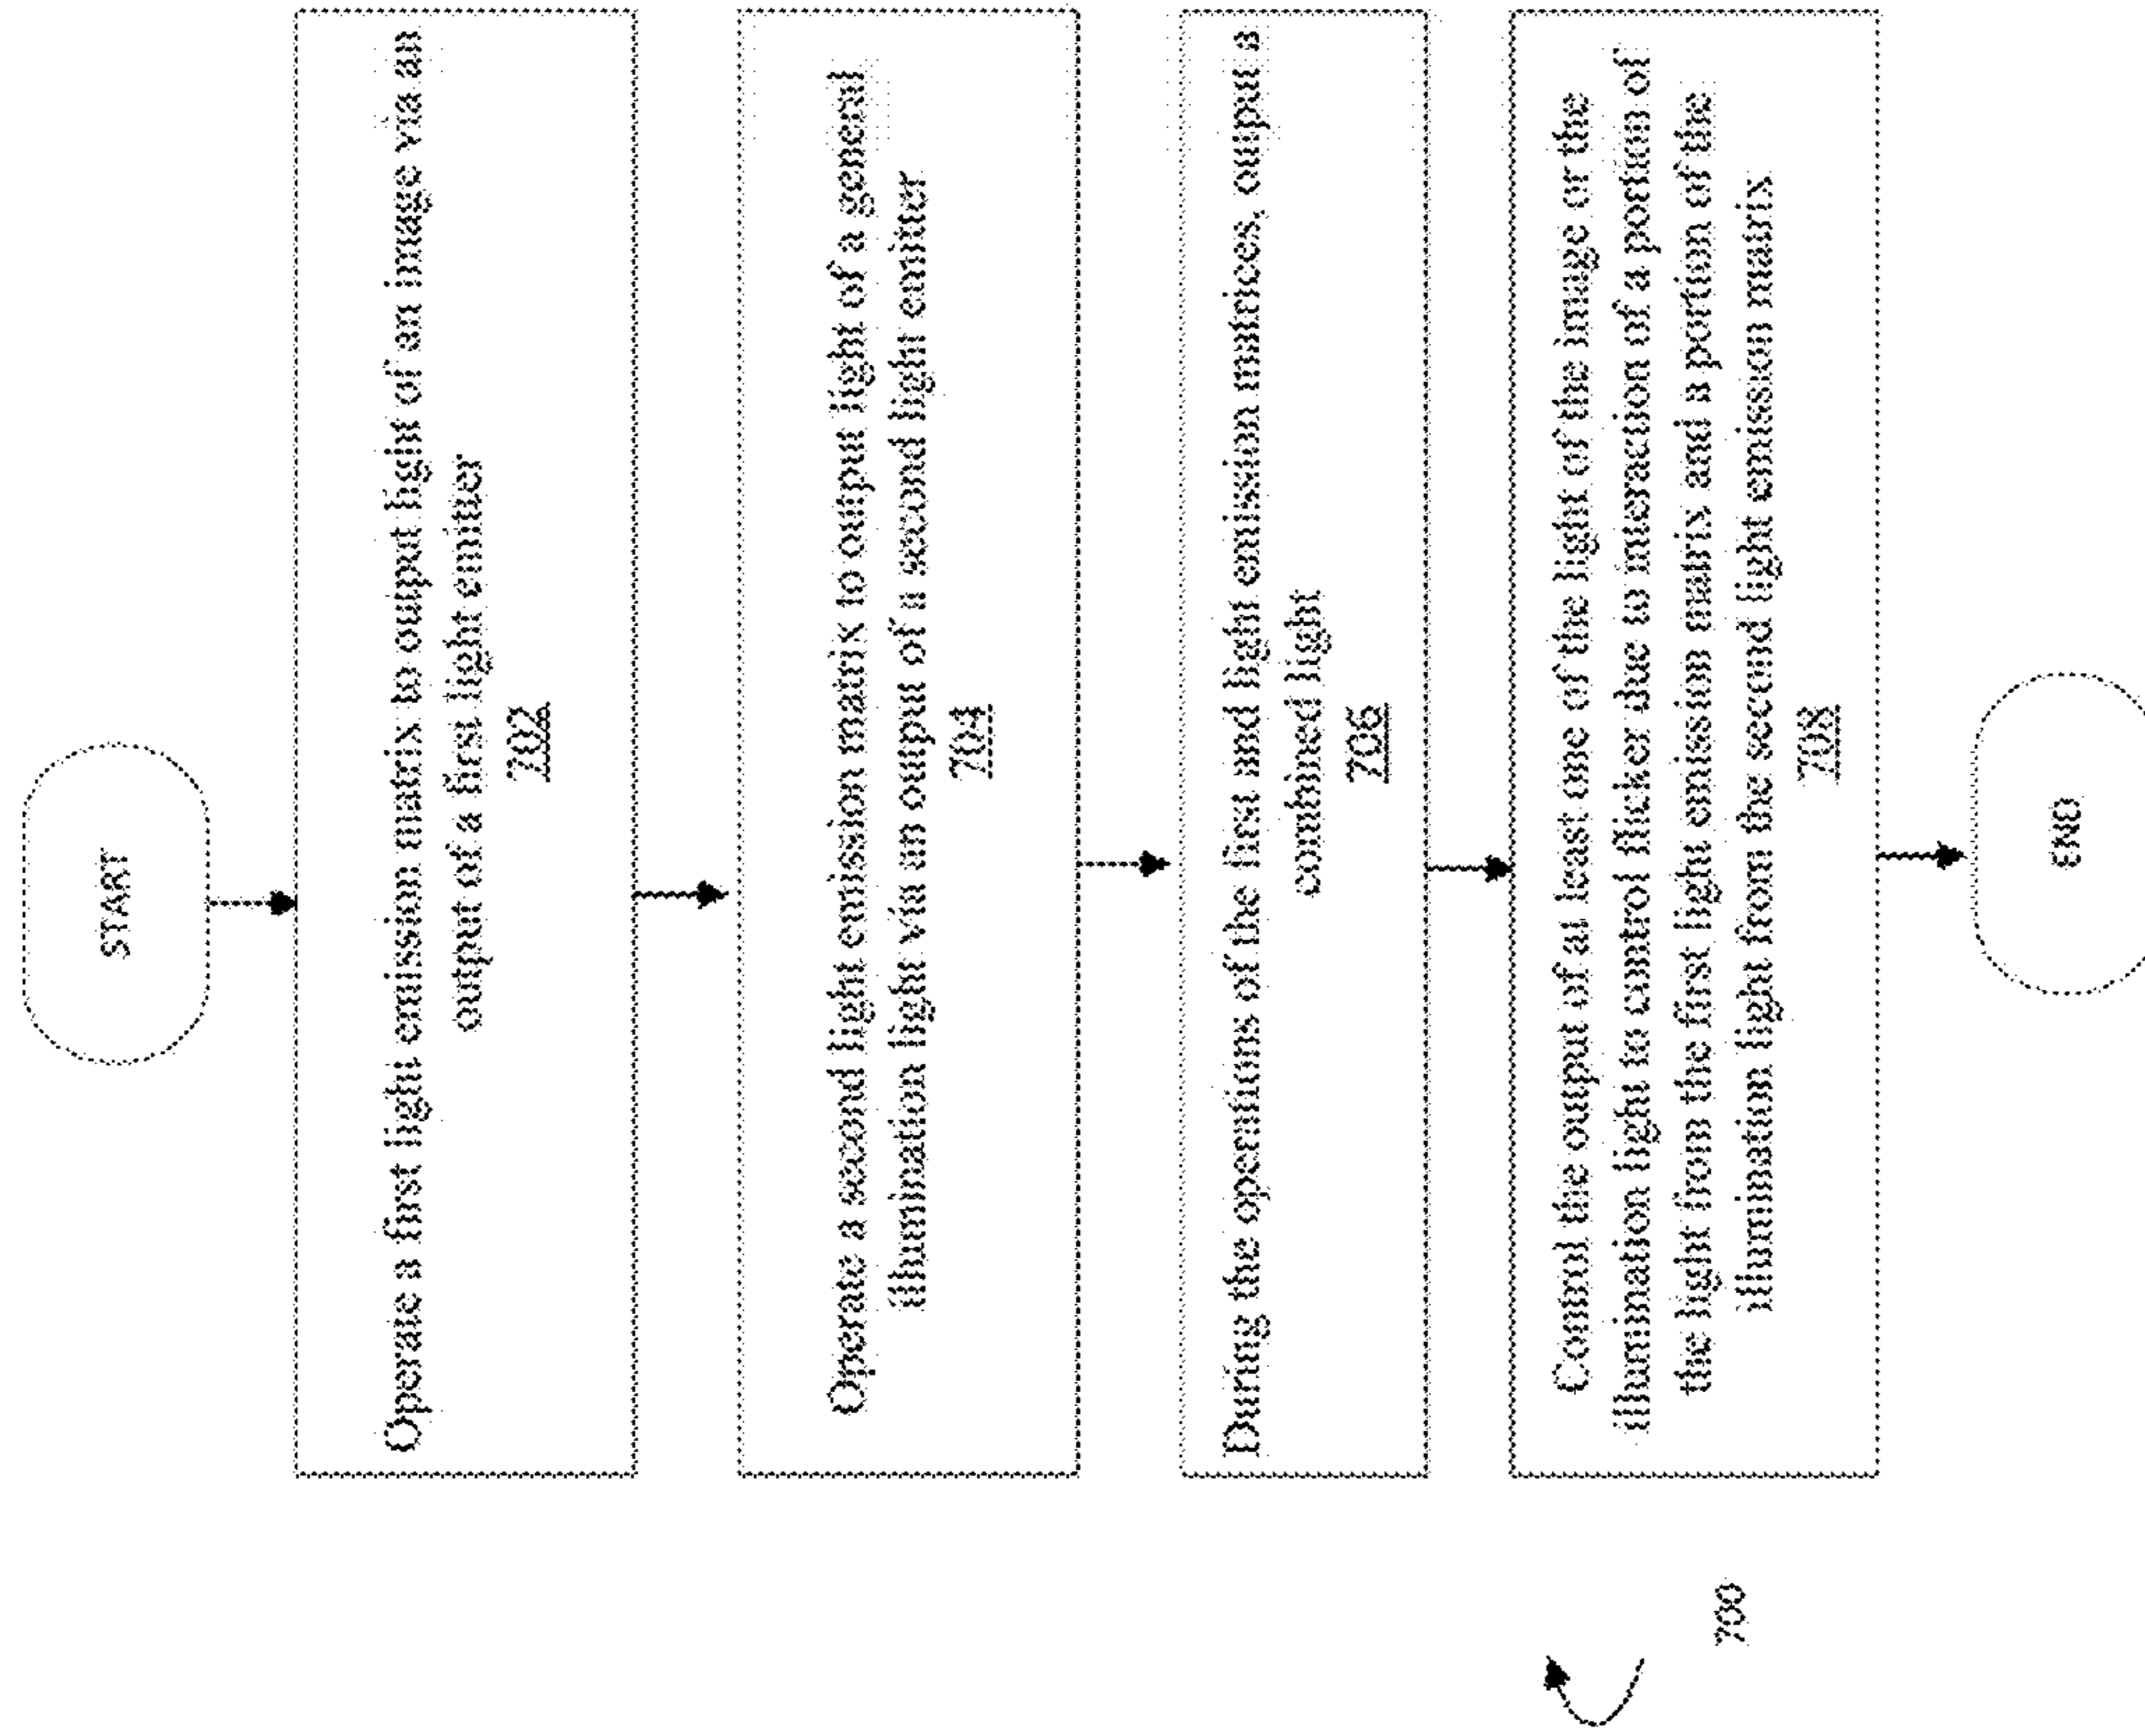 START
Operate a first light emission matrix to output light of an image via an
output of a first light emitter
702
Operate a second light emission matrix to output light of a general
illumination light via an output of a second light emitter
704
During the operations of the first and light emission matrices, output a
combined light
706
Control the output of at least one of the light of the image or the
illumination light to control flicker due to interaction of a portion of
the light from the first light emission matrix and a portion of the
illumination light from the second light emission matrix
708
END
700